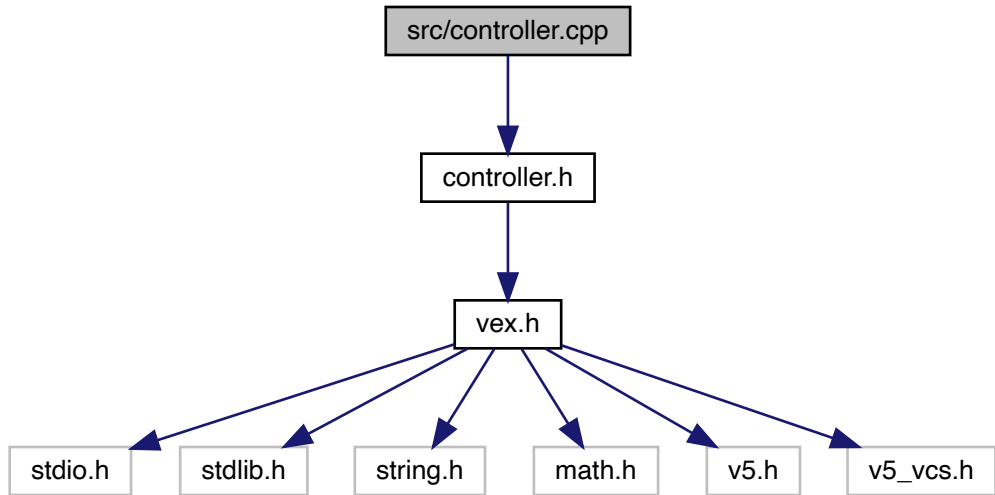 src/controller.cpp
controller.h
vex.h
stdio.h
stdlib.h
string.h
math.h
v5.h
v5_vcs.h